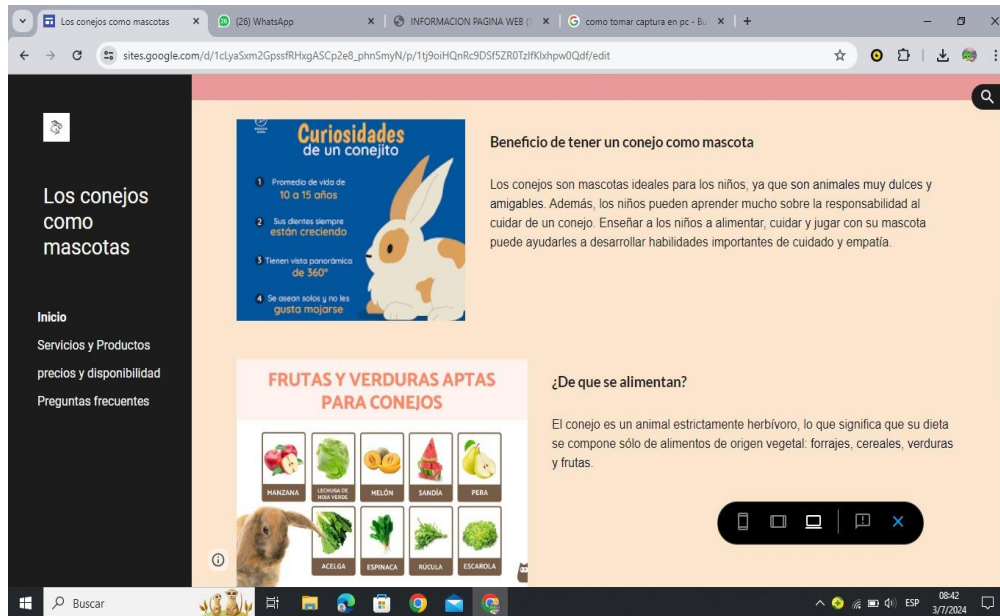 Los conejos como mascotas
(26) WhatsApp
INFORMACION PAGINA WEB (1
como tomar captura en pc - Bu
sites.google.com/d/1cLyaSxm2GpssfRHxgASCp2e8_phnSmyN/p/1tj9oiHQnRc9DSf5ZR0TzlfKlxhpw0Qdf/edit
Los conejos
como
mascotas
Inicio
Servicios y Productos
precios y disponibilidad
Preguntas frecuentes
Curiosidades
de un conejito
1 Promedio de vida de
10 a 15 años
2 Sus dientes siempre
están creciendo
3 Tienen vista panorámica
de 360°
4 Se asean solos y no les
gusta mojarse
Beneficio de tener un conejo como mascota
Los conejos son mascotas ideales para los niños, ya que son animales muy dulces y
amigables. Además, los niños pueden aprender mucho sobre la responsabilidad al
cuidar de un conejo. Enseñar a los niños a alimentar, cuidar y jugar con su mascota
puede ayudarles a desarrollar habilidades importantes de cuidado y empatía.
FRUTAS Y VERDURAS APTAS
PARA CONEJOS
MANZANA
LECHUGA DE
HOJA VERDE
MELÓN
SANDÍA
PERA
ACELGA
ESPINACA
RÚCULA
ESCAROLA
¿De que se alimentan?
El conejo es un animal estrictamente herbívoro, lo que significa que su dieta
se compone sólo de alimentos de origen vegetal: forrajes, cereales, verduras
y frutas.
Buscar
ESP
08:42
3/7/2024